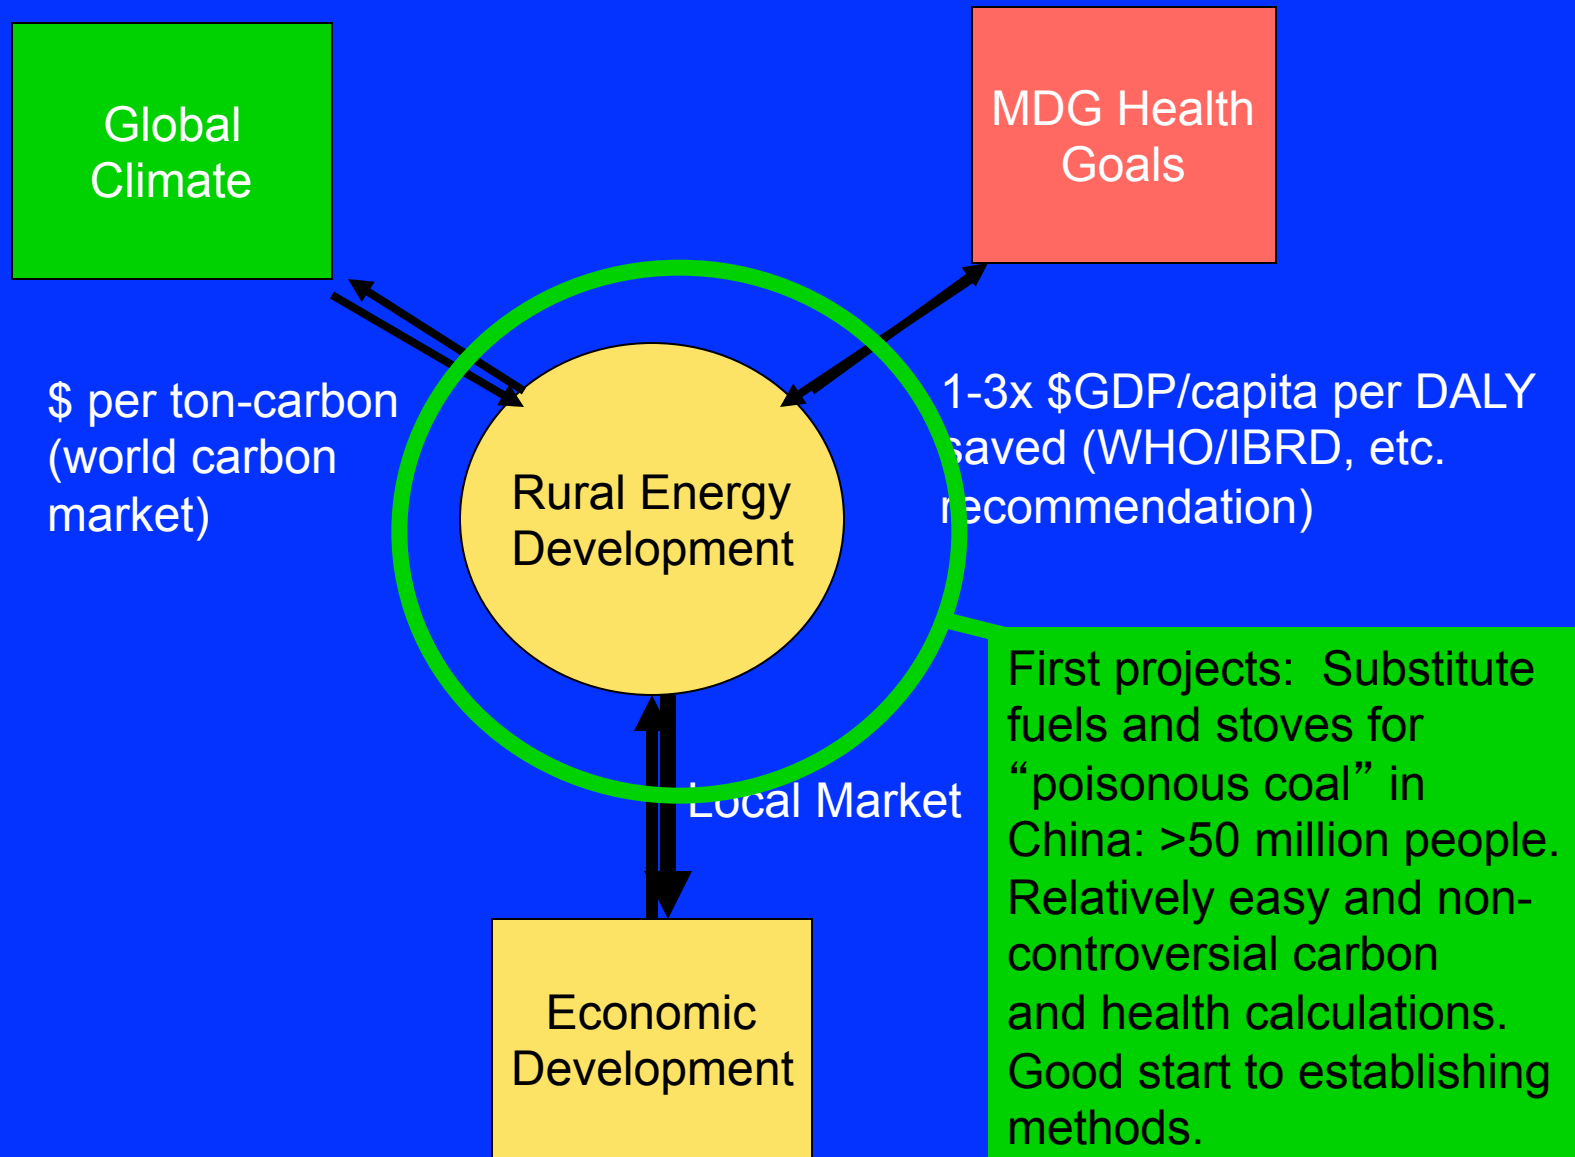 Global
Climate
MDG Health
Goals
$ per ton-carbon
(world carbon
market)
1-3x $GDP/capita per DALY
saved (WHO/IBRD, etc.
recommendation)
Rural Energy
Development
Local Market
Economic
Development
First projects: Substitute
fuels and stoves for
“poisonous coal” in
China: >50 million people.
Relatively easy and non-
controversial carbon
and health calculations.
Good start to establishing
methods.